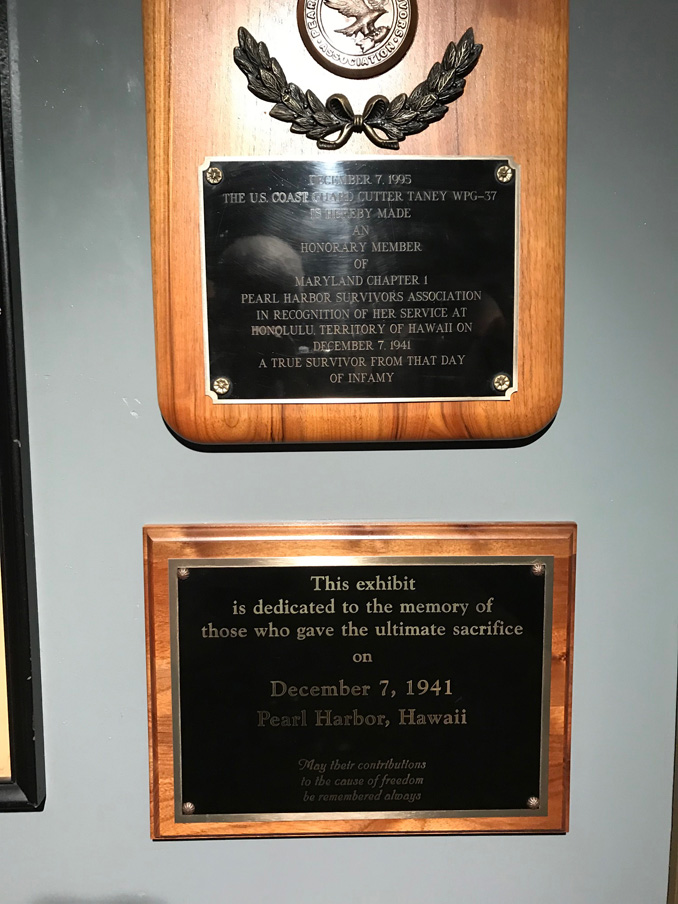 ASSOCIATION
DECEMBER 7, 1995
THE U.S. COAST GUARD CUTTER TANEY WPG-37
IS HEREBY MADE
AN
HONORARY MEMBER
OF
MARYLAND CHAPTER 1
PEARL HARBOR SURVIVORS ASSOCIATION
IN RECOGNITION OF HER SERVICE AT
HONOLULU, TERRITORY OF HAWAII ON
DECEMBER 7, 1941
A TRUE SURVIVOR FROM THAT DAY
OF INFAMY
This exhibit
is dedicated to the memory of
those who gave the ultimate sacrifice
on
December 7, 1941
Pearl Harbor, Hawaii
May their contributions
to the cause of freedom
be remembered always